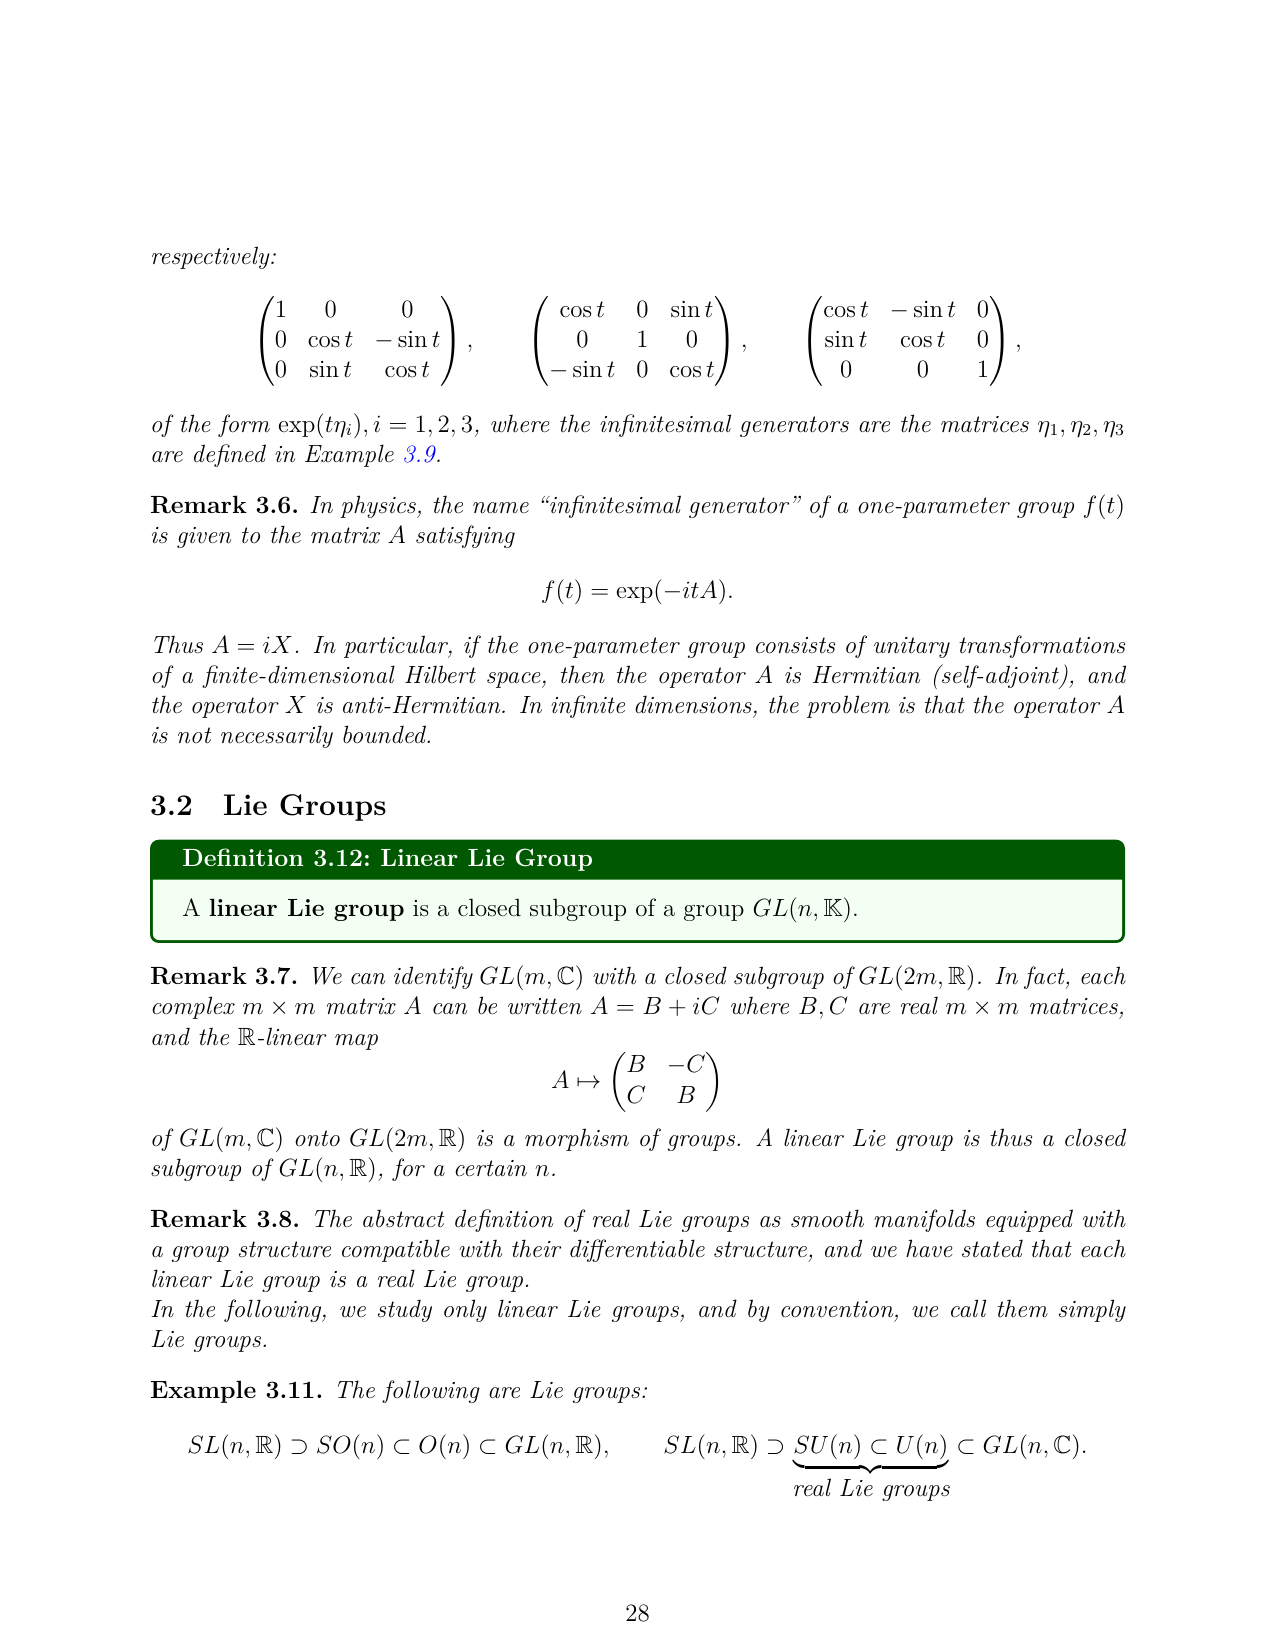 respectively:
$$\begin{pmatrix} 1 & 0 & 0 \\ 0 & \cos t & -\sin t \\ 0 & \sin t & \cos t \end{pmatrix}, \quad \begin{pmatrix} \cos t & 0 & \sin t \\ 0 & 1 & 0 \\ -\sin t & 0 & \cos t \end{pmatrix}, \quad \begin{pmatrix} \cos t & -\sin t & 0 \\ \sin t & \cos t & 0 \\ 0 & 0 & 1 \end{pmatrix},$$
of the form $\exp(t\eta_i), i = 1, 2, 3$, where the infinitesimal generators are the matrices $\eta_1, \eta_2, \eta_3$
are defined in Example 3.9.
Remark 3.6. In physics, the name “infinitesimal generator” of a one-parameter group $f(t)$
is given to the matrix $A$ satisfying
$$f(t) = \exp(-itA).$$
Thus $A = iX$. In particular, if the one-parameter group consists of unitary transformations
of a finite-dimensional Hilbert space, then the operator $A$ is Hermitian (self-adjoint), and
the operator $X$ is anti-Hermitian. In infinite dimensions, the problem is that the operator $A$
is not necessarily bounded.
3.2 Lie Groups
Definition 3.12: Linear Lie Group
A linear Lie group is a closed subgroup of a group $GL(n, \mathbb{K})$.
Remark 3.7. We can identify $GL(m, \mathbb{C})$ with a closed subgroup of $GL(2m, \mathbb{R})$. In fact, each
complex $m \times m$ matrix $A$ can be written $A = B + iC$ where $B, C$ are real $m \times m$ matrices,
and the $\mathbb{R}$-linear map
$$A \mapsto \begin{pmatrix} B & -C \\ C & B \end{pmatrix}$$
of $GL(m, \mathbb{C})$ onto $GL(2m, \mathbb{R})$ is a morphism of groups. A linear Lie group is thus a closed
subgroup of $GL(n, \mathbb{R})$, for a certain $n$.
Remark 3.8. The abstract definition of real Lie groups as smooth manifolds equipped with
a group structure compatible with their differentiable structure, and we have stated that each
linear Lie group is a real Lie group.
In the following, we study only linear Lie groups, and by convention, we call them simply
Lie groups.
Example 3.11. The following are Lie groups:
$$SL(n, \mathbb{R}) \supset SO(n) \subset O(n) \subset GL(n, \mathbb{R}), \quad SL(n, \mathbb{R}) \supset \underbrace{SU(n) \subset U(n)}_{\text{real Lie groups}} \subset GL(n, \mathbb{C}).$$
28